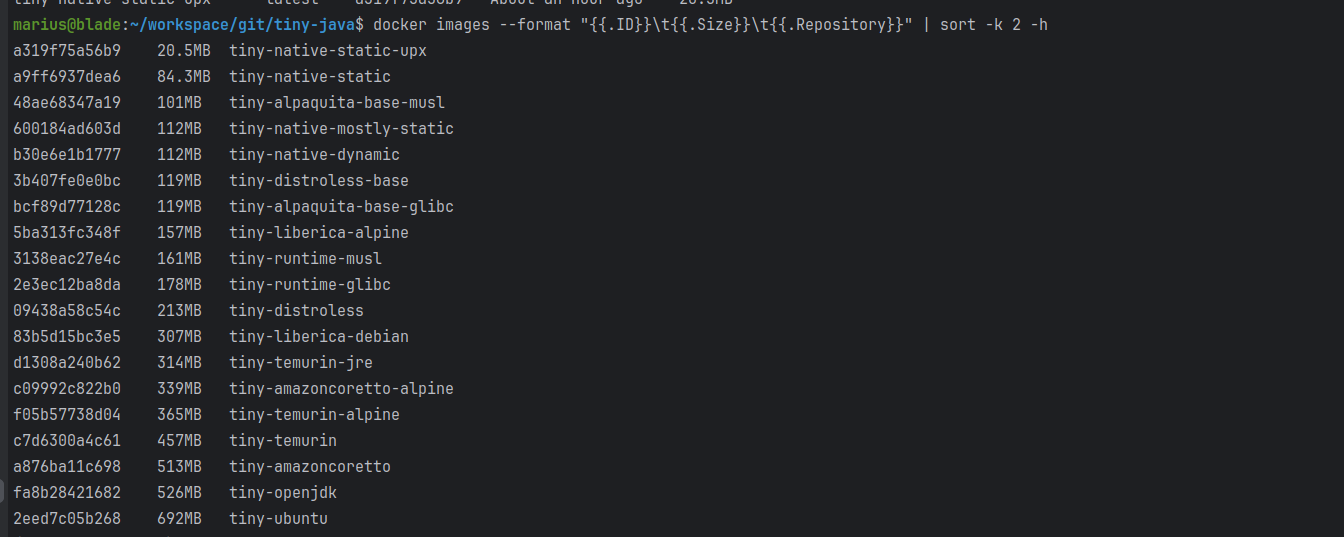 marius@blade:~/workspace/git/tiny-java$ docker images --format "{{.ID}}\t{{.Size}}\t{{.Repository}}" | sort -k 2 -h
a319f75a56b9    20.5MB  tiny-native-static-upx
a9ff6937dea6    84.3MB  tiny-native-static
48ae68347a19    101MB   tiny-alpaquita-base-musl
600184ad603d    112MB   tiny-native-mostly-static
b30e6e1b1777    112MB   tiny-native-dynamic
3b407fe0e0bc    119MB   tiny-distroless-base
bcf89d77128c    119MB   tiny-alpaquita-base-glibc
5ba313fc348f    157MB   tiny-liberica-alpine
3138eac27e4c    161MB   tiny-runtime-musl
2e3ec12ba8da    178MB   tiny-runtime-glibc
09438a58c54c    213MB   tiny-distroless
83b5d15bc3e5    307MB   tiny-liberica-debian
d1308a240b62    314MB   tiny-temurin-jre
c09992c822b0    339MB   tiny-amazoncoretto-alpine
f05b57738d04    365MB   tiny-temurin-alpine
c7d6300a4c61    457MB   tiny-temurin
a876ba11c698    513MB   tiny-amazoncoretto
fa8b28421682    526MB   tiny-openjdk
2eed7c05b268    692MB   tiny-ubuntu